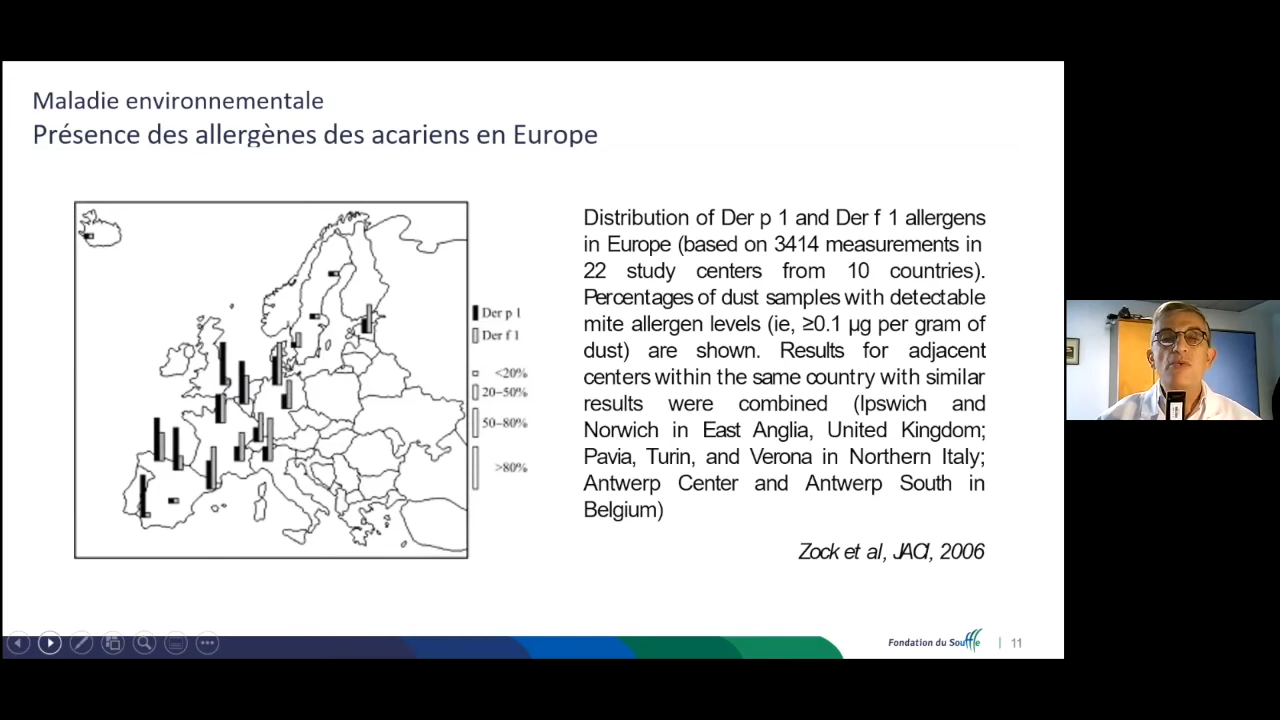 Maladie environnementale
Présence des allergènes des acariens en Europe
Der p 1
Der f 1
<20%
20–50%
50–80%
>80%
Distribution of Der p 1 and Der f 1 allergens
in Europe (based on 3414 measurements in
22 study centers from 10 countries).
Percentages of dust samples with detectable
mite allergen levels (ie, ≥0.1 μg per gram of
dust) are shown. Results for adjacent
centers within the same country with similar
results were combined (Ipswich and
Norwich in East Anglia, United Kingdom;
Pavia, Turin, and Verona in Northern Italy;
Antwerp Center and Antwerp South in
Belgium)
Zock et al, JACI, 2006
Fondation du Souffle
11